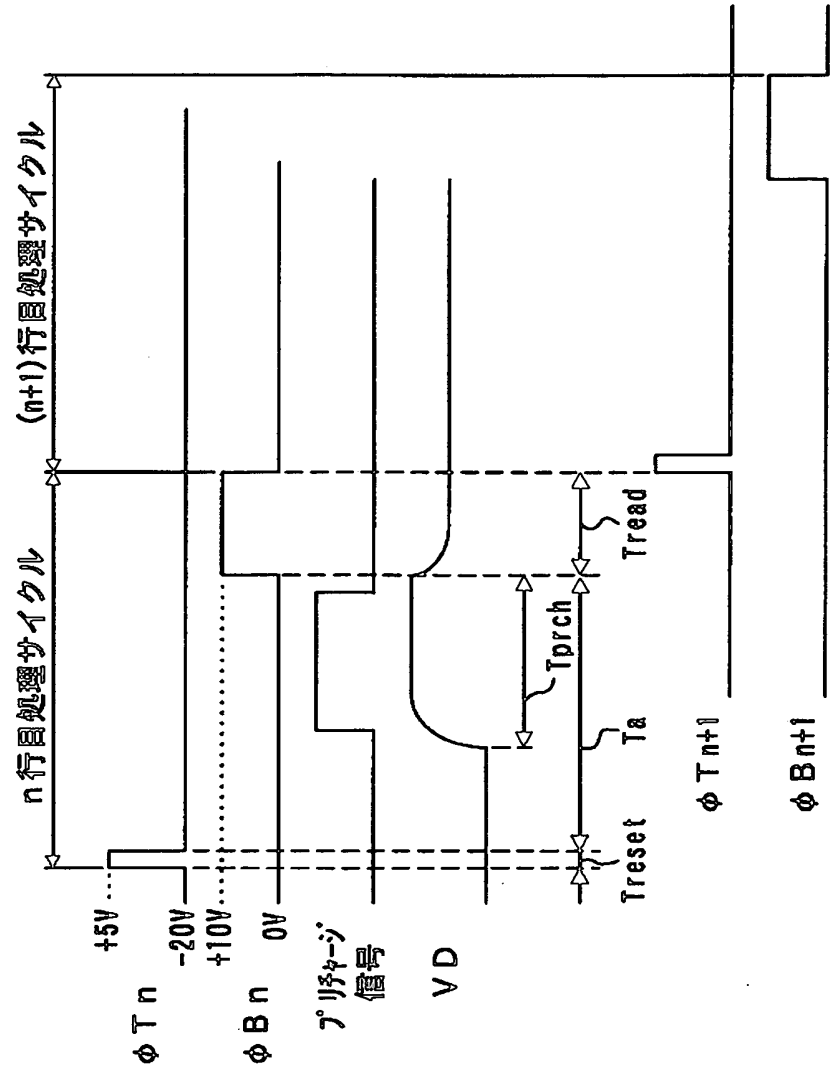 n行目処理サイクル
(n+1)行目処理サイクル
φTn
+5V
-20V
φBn
+10V
0V
プリチャージ
信号
VD
Tprch
Treset
Ta
Tread
φTn+1
φBn+1